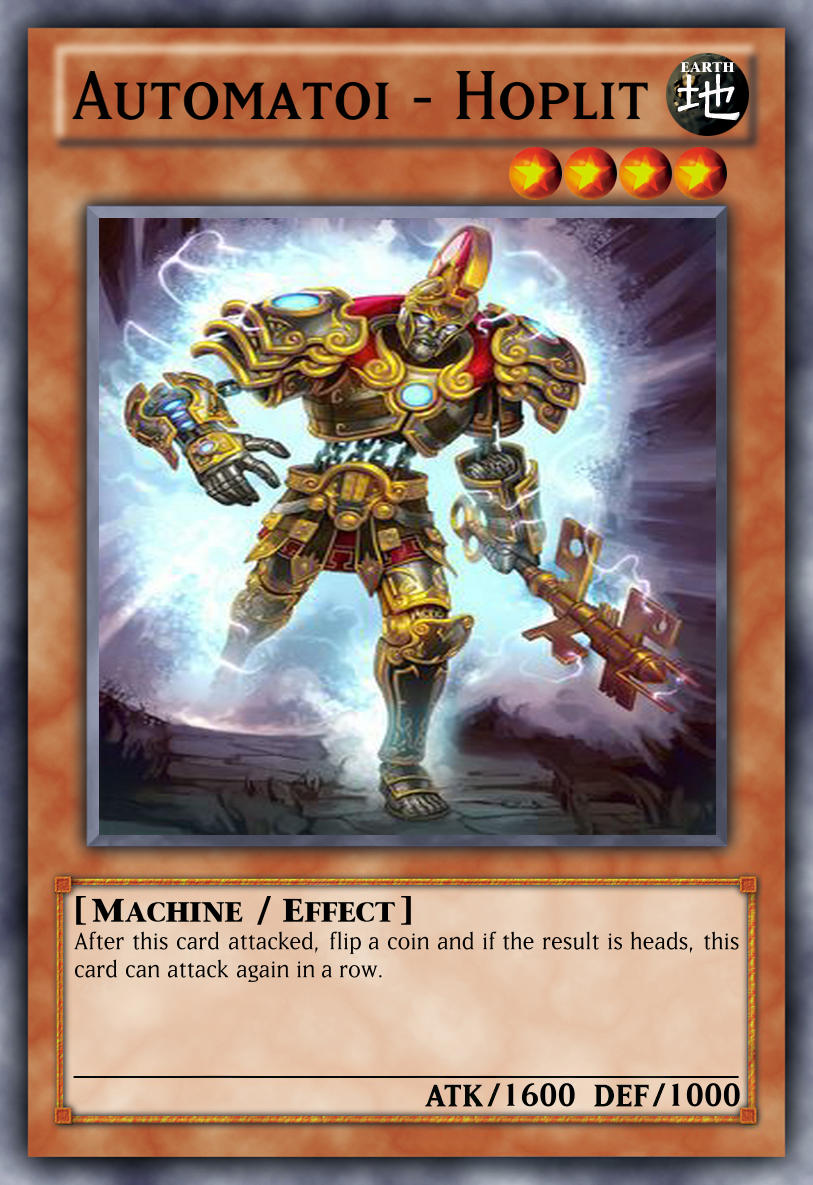 Automatoi - Hoplit
EARTH
地
[ Machine / Effect ]
After this card attacked, flip a coin and if the result is heads, this
card can attack again in a row.
ATK/1600 DEF/1000